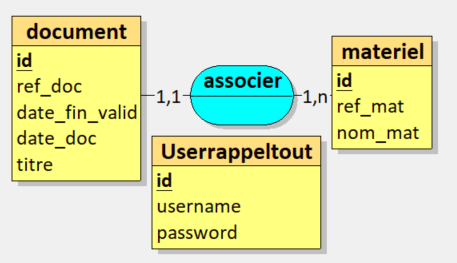 document
id
ref_doc
date_fin_valid
date_doc
titre
1,1
associer
1,n
materiel
id
ref_mat
nom_mat
Userrappeltout
id
username
password